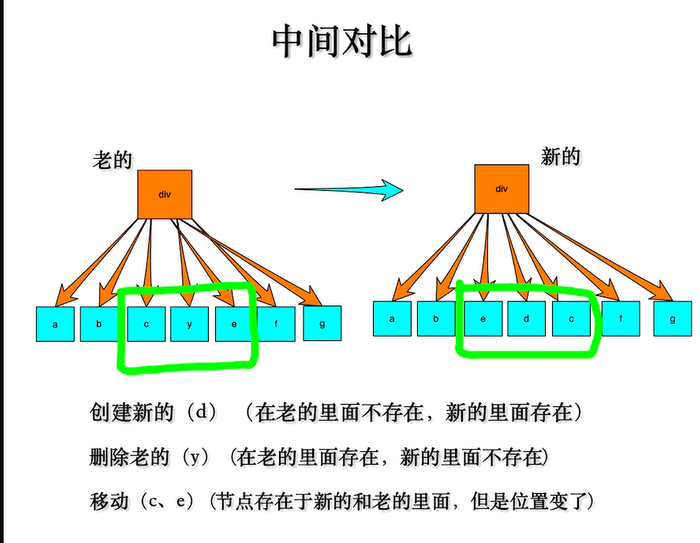 中间对比
老的
新的
div
div
a b c y e f g
a b e d c f g
创建新的（d） （在老的里面不存在，新的里面存在）
删除老的（y）(在老的里面存在，新的里面不存在)
移动（c、e）(节点存在于新的和老的里面，但是位置变了)